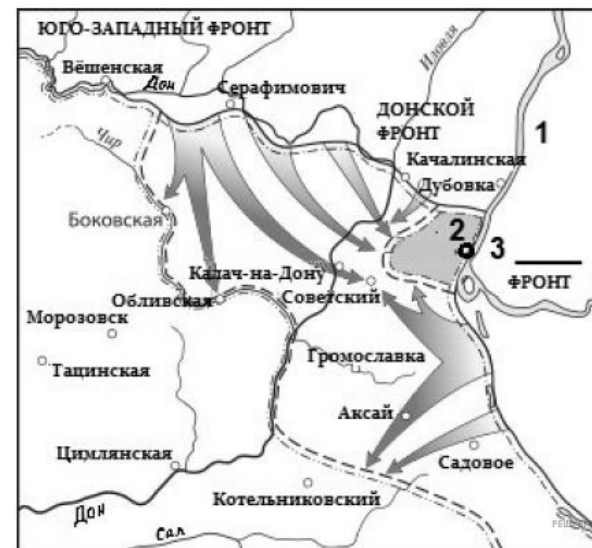 ЮГО-ЗАПАДНЫЙ ФРОНТ
Вёшенская
Дон
Серафимович
Иловля
ДОНСКОЙ
ФРОНТ
1
Чир
Качалинская
Дубовка
Боковская
2
3
Калач-на-Дону
Советский
ФРОНТ
Обливская
Морозовск
Громославка
Тацинская
Аксай
Цимлянская
Садовое
Котельниковский
Дон
Сал